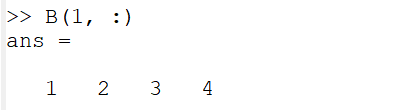 >> B(1, :)
ans =
1 2 3 4